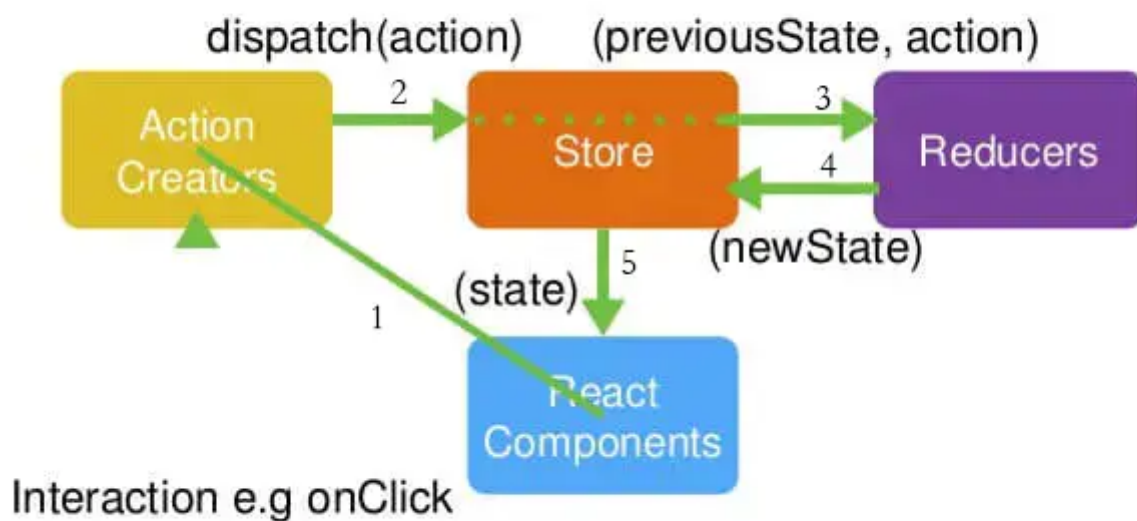 dispatch(action)
(previousState, action)
2
3
Action
Creators
Store
Reducers
4
(newState)
5
(state)
1
React
Components
Interaction e.g onClick